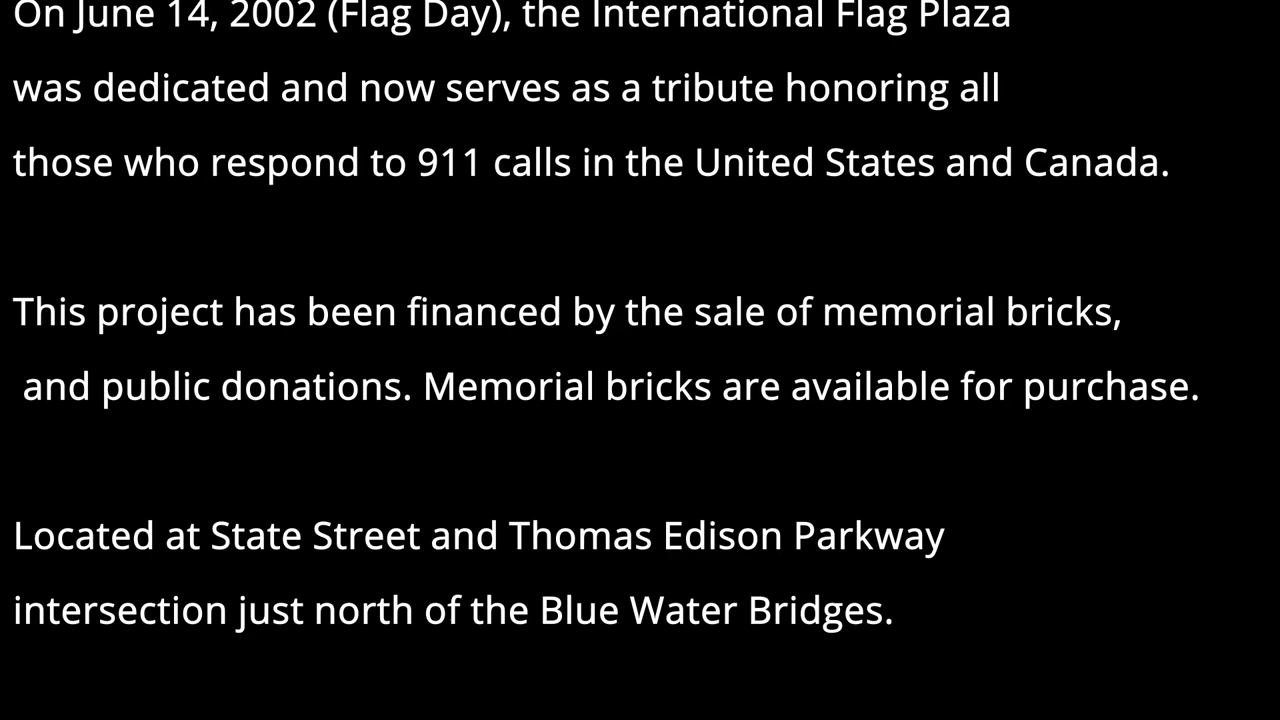 On June 14, 2002 (Flag Day), the International Flag Plaza
was dedicated and now serves as a tribute honoring all
those who respond to 911 calls in the United States and Canada.
This project has been financed by the sale of memorial bricks,
and public donations. Memorial bricks are available for purchase.
Located at State Street and Thomas Edison Parkway
intersection just north of the Blue Water Bridges.